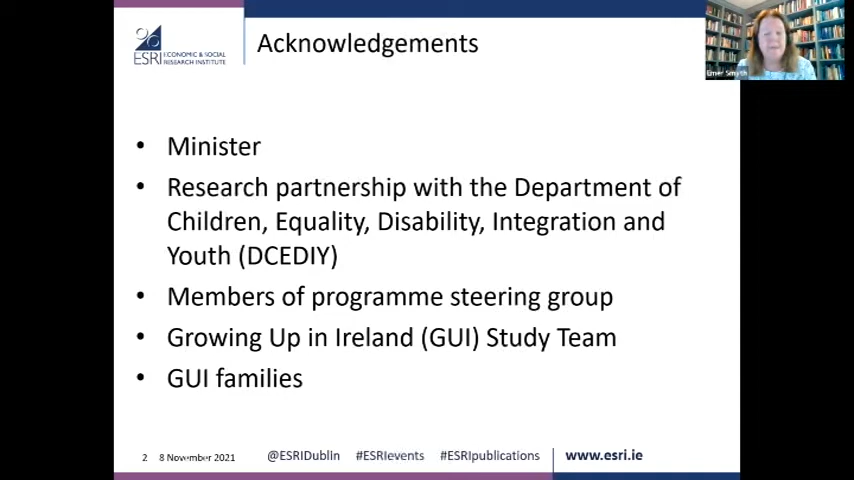 ESRI
ECONOMIC & SOCIAL
RESEARCH INSTITUTE
Acknowledgements
Emer Smyth
• Minister
• Research partnership with the Department of
Children, Equality, Disability, Integration and
Youth (DCEDIY)
• Members of programme steering group
• Growing Up in Ireland (GUI) Study Team
• GUI families
2 8 November 2021 @ESRIDublin #ESRIevents #ESRIpublications www.esri.ie